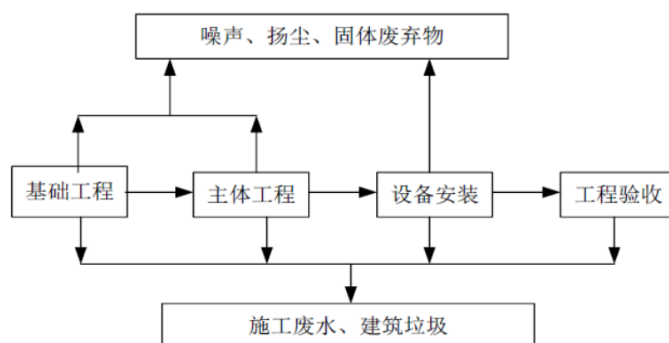 噪声、扬尘、固体废弃物
基础工程
主体工程
设备安装
工程验收
施工废水、建筑垃圾